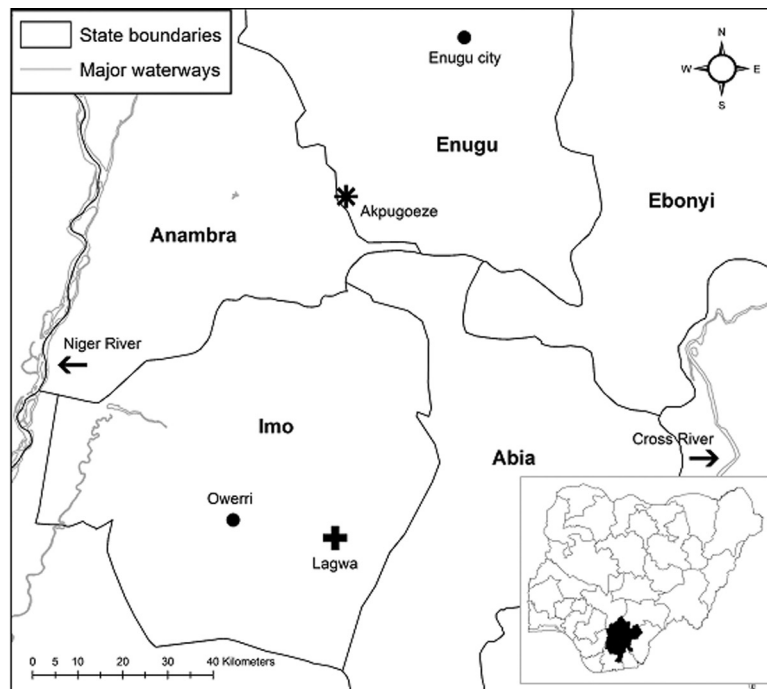 State boundaries
Major waterways
Enugu city
N
W E
S
Enugu
Ebonyi
Akpugoeze
Anambra
Niger River
Imo
Cross River
Abia
Owerri
Lagwa
0 5 10 20 30 40 Kilometers